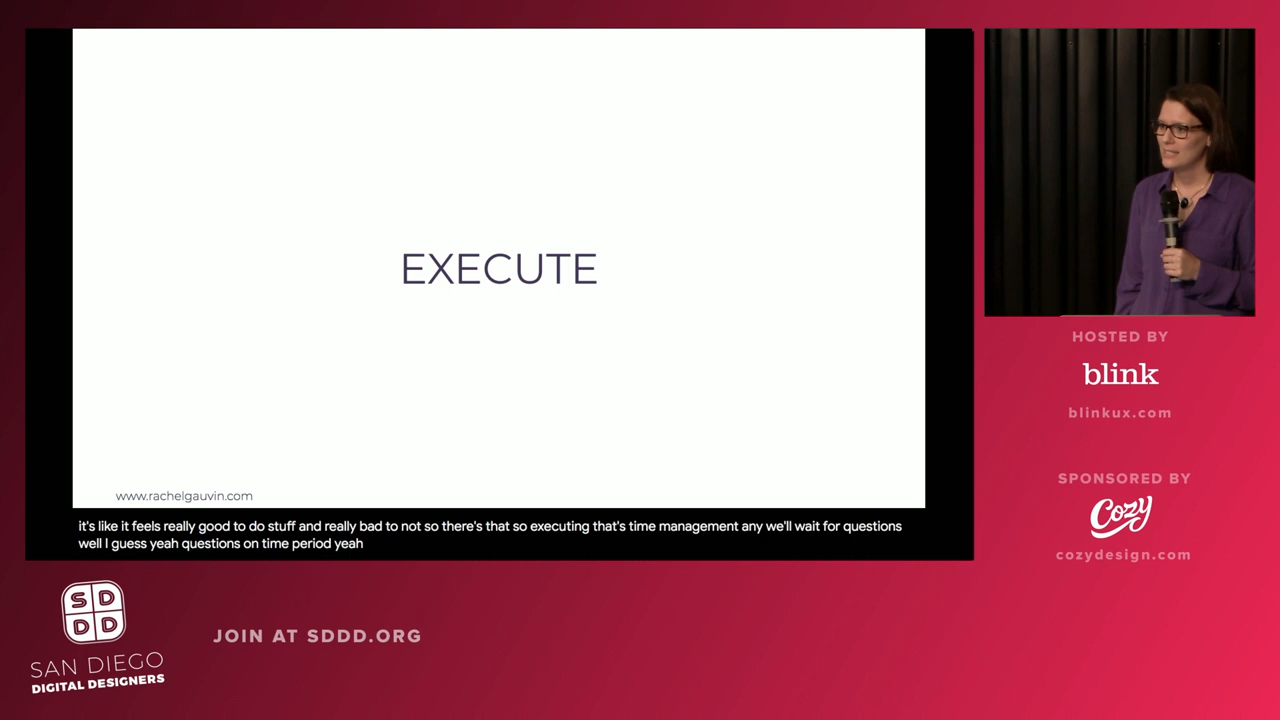 EXECUTE
www.rachelgauvin.com
it's like it feels really good to do stuff and really bad to not so there's that so executing that's time management any we'll wait for questions
well I guess yeah questions on time period yeah
HOSTED BY
blink
blinkux.com
SPONSORED BY
Cozy
cozydesign.com
SD
DD
SAN DIEGO
DIGITAL DESIGNERS
JOIN AT SDDD.ORG